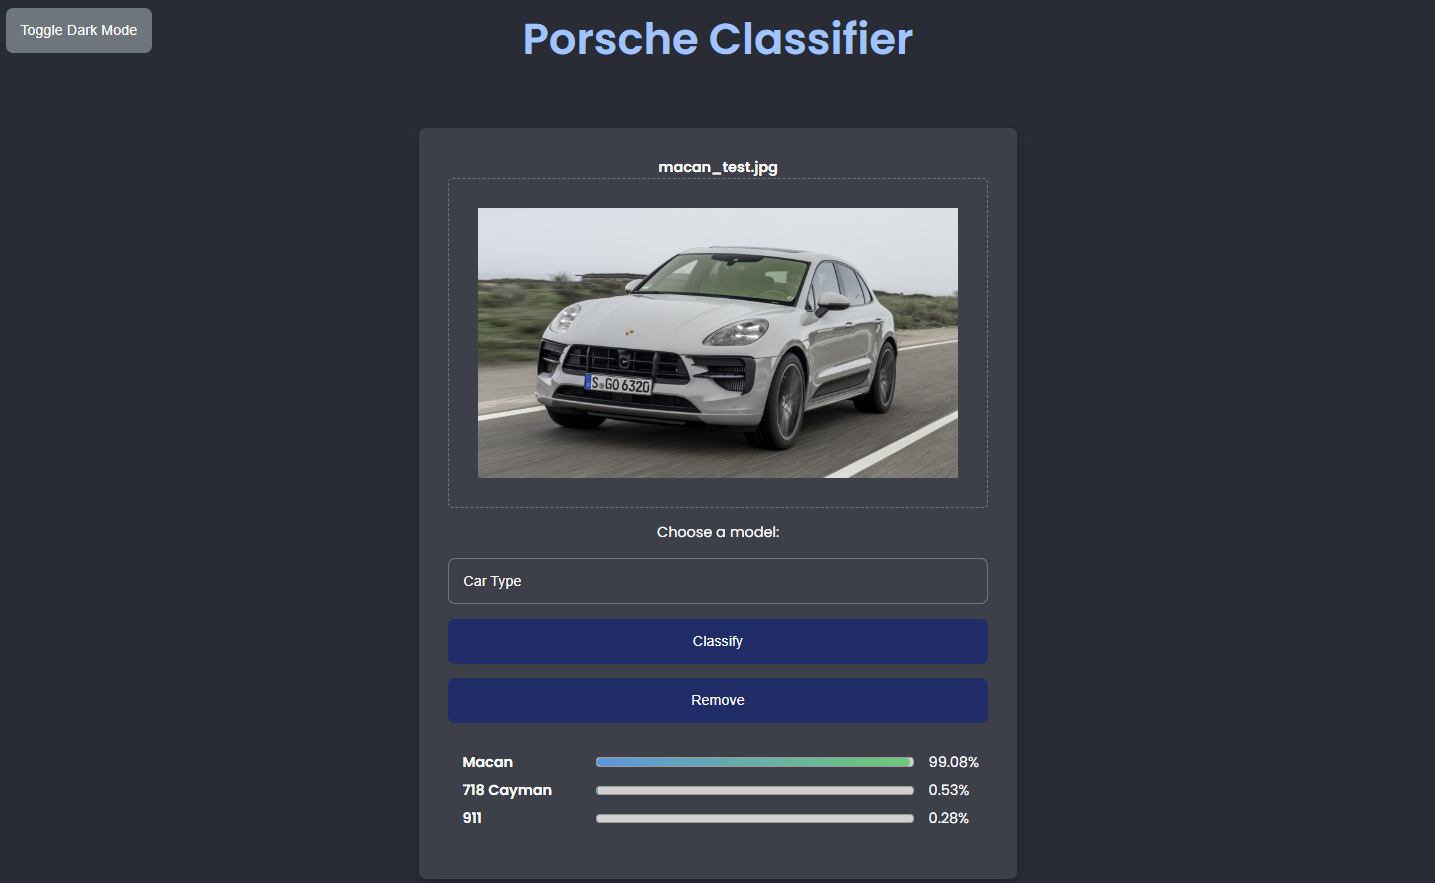 Toggle Dark Mode
Porsche Classifier
macan_test.jpg
S GO 6320
Choose a model:
Car Type
Classify
Remove
Macan 99.08%
718 Cayman 0.53%
911 0.28%